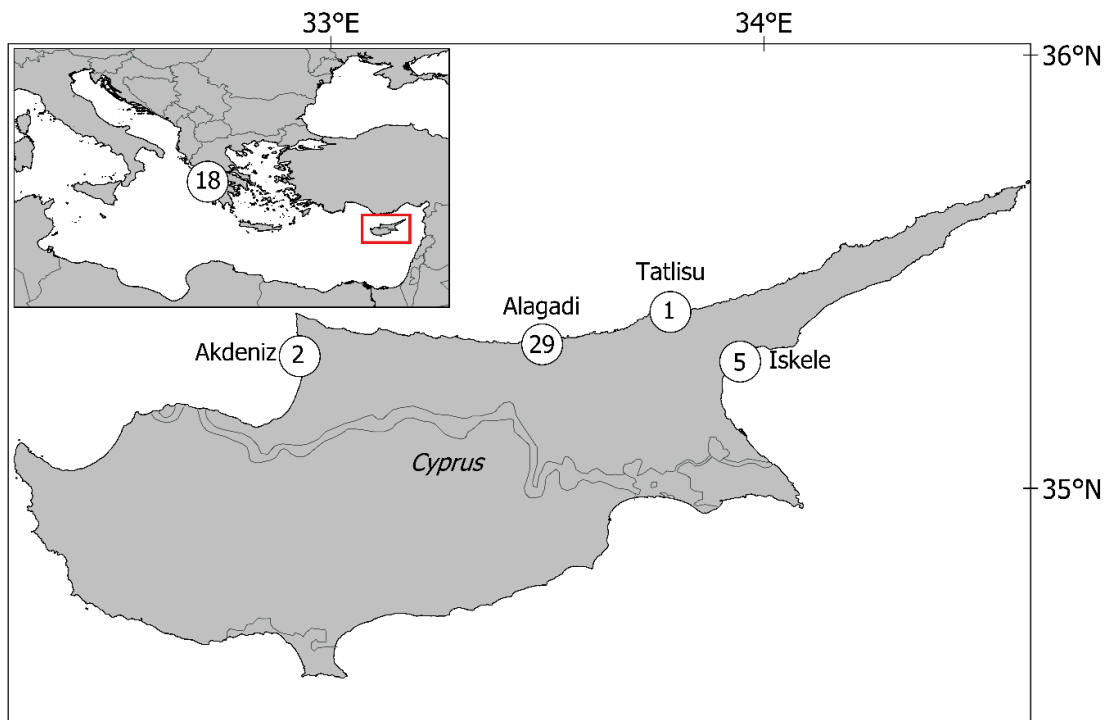 33°E 34°E
36°N
18
Tatlisu
1
Alagadi
29
Akdeniz 2
5 Iskele
Cyprus
35°N